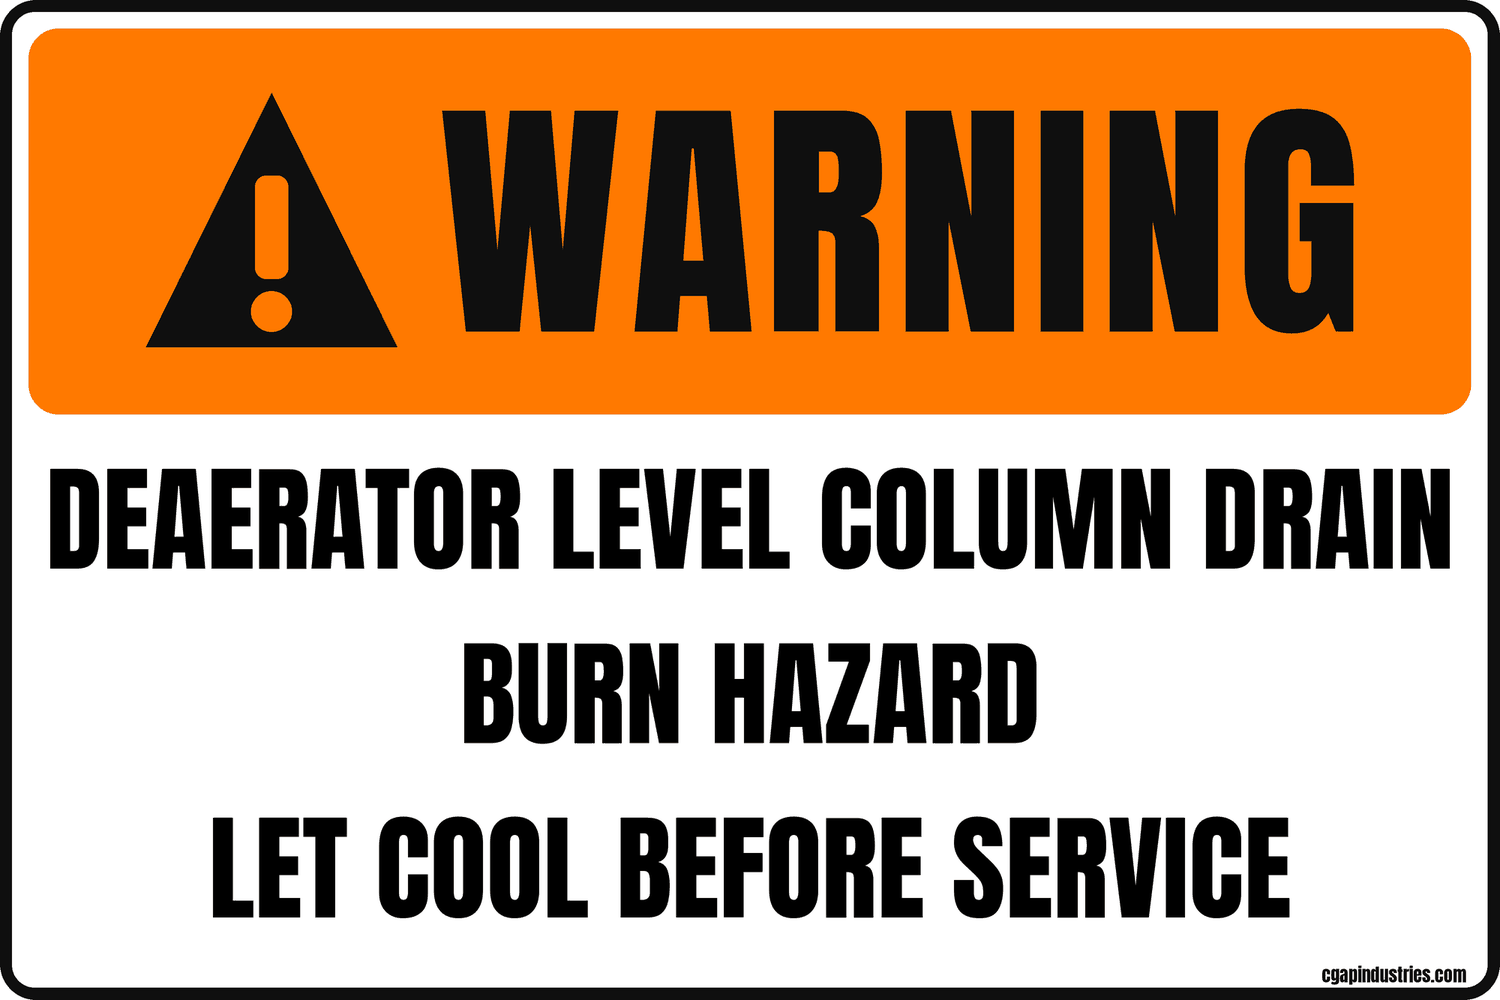 WARNING
DEAERATOR LEVEL COLUMN DRAIN
BURN HAZARD
LET COOL BEFORE SERVICE
cgapindustries.com